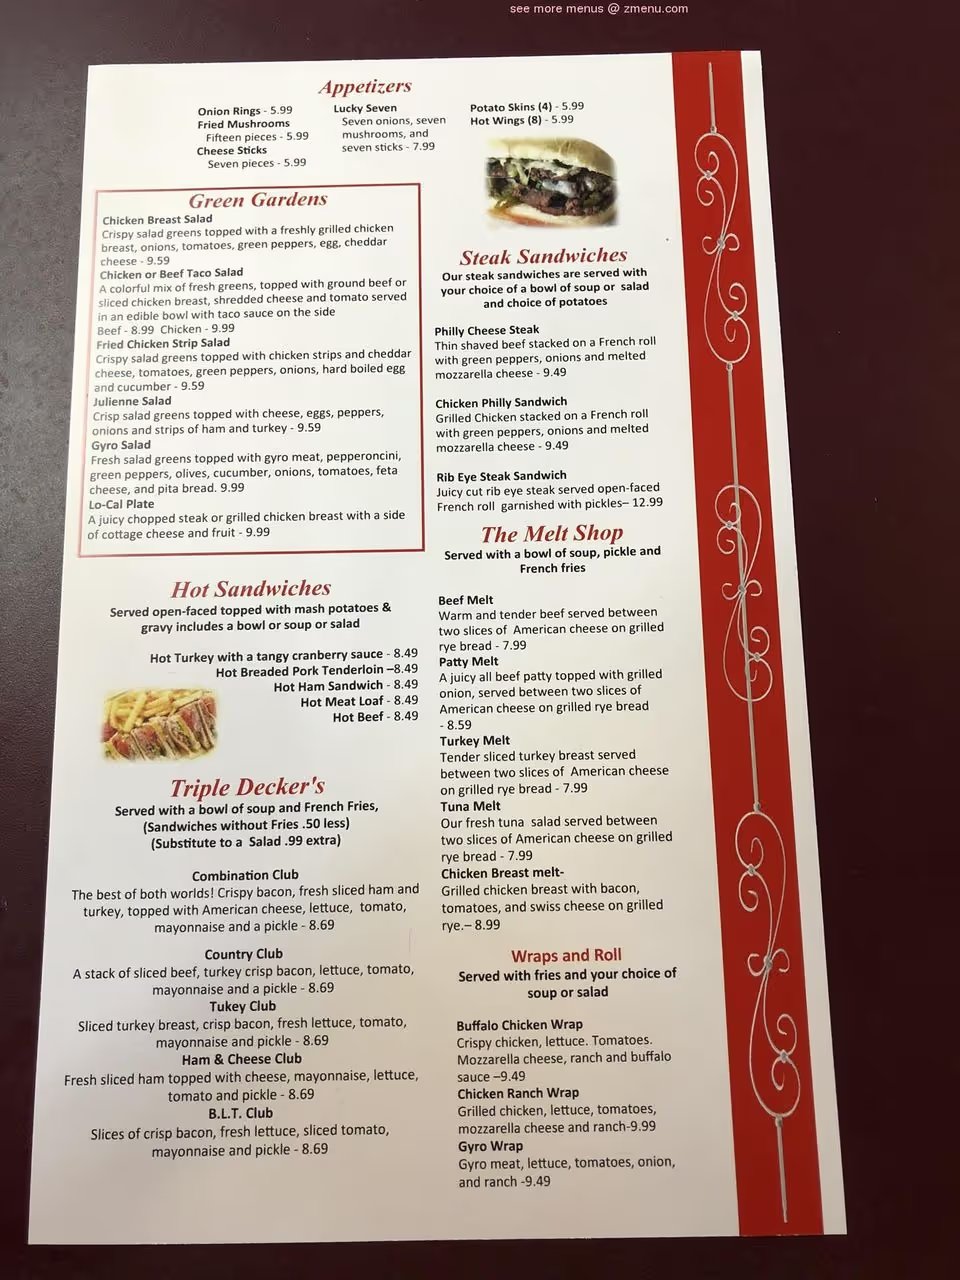 see more menus @ zmenu.com
Appetizers
Onion Rings - 5.99
Fried Mushrooms
Fifteen pieces - 5.99
Cheese Sticks
Seven pieces - 5.99
Lucky Seven
Seven onions, seven
mushrooms, and
seven sticks - 7.99
Potato Skins (4) - 5.99
Hot Wings (8) - 5.99
Green Gardens
Chicken Breast Salad
Crispy salad greens topped with a freshly grilled chicken
breast, onions, tomatoes, green peppers, egg, cheddar
cheese - 9.59
Chicken or Beef Taco Salad
A colorful mix of fresh greens, topped with ground beef or
sliced chicken breast, shredded cheese and tomato served
in an edible bowl with taco sauce on the side
Beef - 8.99 Chicken - 9.99
Fried Chicken Strip Salad
Crispy salad greens topped with chicken strips and cheddar
cheese, tomatoes, green peppers, onions, hard boiled egg
and cucumber - 9.59
Julienne Salad
Crisp salad greens topped with cheese, eggs, peppers,
onions and strips of ham and turkey - 9.59
Gyro Salad
Fresh salad greens topped with gyro meat, pepperoncini,
green peppers, olives, cucumber, onions, tomatoes, feta
cheese, and pita bread. 9.99
Lo-Cal Plate
A juicy chopped steak or grilled chicken breast with a side
of cottage cheese and fruit - 9.99
Hot Sandwiches
Served open-faced topped with mash potatoes &
gravy includes a bowl or soup or salad
Hot Turkey with a tangy cranberry sauce - 8.49
Hot Breaded Pork Tenderloin –8.49
Hot Ham Sandwich - 8.49
Hot Meat Loaf - 8.49
Hot Beef - 8.49
Triple Decker's
Served with a bowl of soup and French Fries,
(Sandwiches without Fries .50 less)
(Substitute to a Salad .99 extra)
Combination Club
The best of both worlds! Crispy bacon, fresh sliced ham and
turkey, topped with American cheese, lettuce, tomato,
mayonnaise and a pickle - 8.69
Country Club
A stack of sliced beef, turkey crisp bacon, lettuce, tomato,
mayonnaise and a pickle - 8.69
Tukey Club
Sliced turkey breast, crisp bacon, fresh lettuce, tomato,
mayonnaise and pickle - 8.69
Ham & Cheese Club
Fresh sliced ham topped with cheese, mayonnaise, lettuce,
tomato and pickle - 8.69
B.L.T. Club
Slices of crisp bacon, fresh lettuce, sliced tomato,
mayonnaise and pickle - 8.69
Steak Sandwiches
Our steak sandwiches are served with
your choice of a bowl of soup or salad
and choice of potatoes
Philly Cheese Steak
Thin shaved beef stacked on a French roll
with green peppers, onions and melted
mozzarella cheese - 9.49
Chicken Philly Sandwich
Grilled Chicken stacked on a French roll
with green peppers, onions and melted
mozzarella cheese - 9.49
Rib Eye Steak Sandwich
Juicy cut rib eye steak served open-faced
French roll garnished with pickles– 12.99
The Melt Shop
Served with a bowl of soup, pickle and
French fries
Beef Melt
Warm and tender beef served between
two slices of American cheese on grilled
rye bread - 7.99
Patty Melt
A juicy all beef patty topped with grilled
onion, served between two slices of
American cheese on grilled rye bread
- 8.59
Turkey Melt
Tender sliced turkey breast served
between two slices of American cheese
on grilled rye bread - 7.99
Tuna Melt
Our fresh tuna salad served between
two slices of American cheese on grilled
rye bread - 7.99
Chicken Breast melt-
Grilled chicken breast with bacon,
tomatoes, and swiss cheese on grilled
rye.– 8.99
Wraps and Roll
Served with fries and your choice of
soup or salad
Buffalo Chicken Wrap
Crispy chicken, lettuce. Tomatoes.
Mozzarella cheese, ranch and buffalo
sauce –9.49
Chicken Ranch Wrap
Grilled chicken, lettuce, tomatoes,
mozzarella cheese and ranch-9.99
Gyro Wrap
Gyro meat, lettuce, tomatoes, onion,
and ranch -9.49